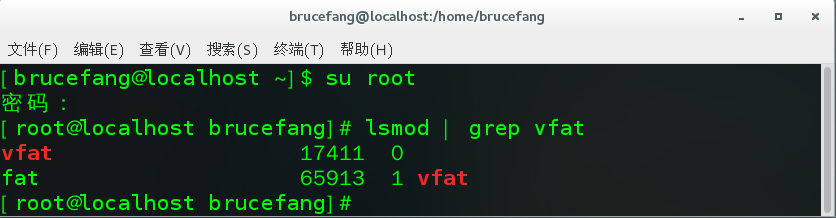 brucefang@localhost:/home/brucefang
文件(F) 编辑(E) 查看(V) 搜索(S) 终端(T) 帮助(H)
[brucefang@localhost ~]$ su root
密码：
[root@localhost brucefang]# lsmod | grep vfat
vfat 17411 0
fat 65913 1 vfat
[root@localhost brucefang]#